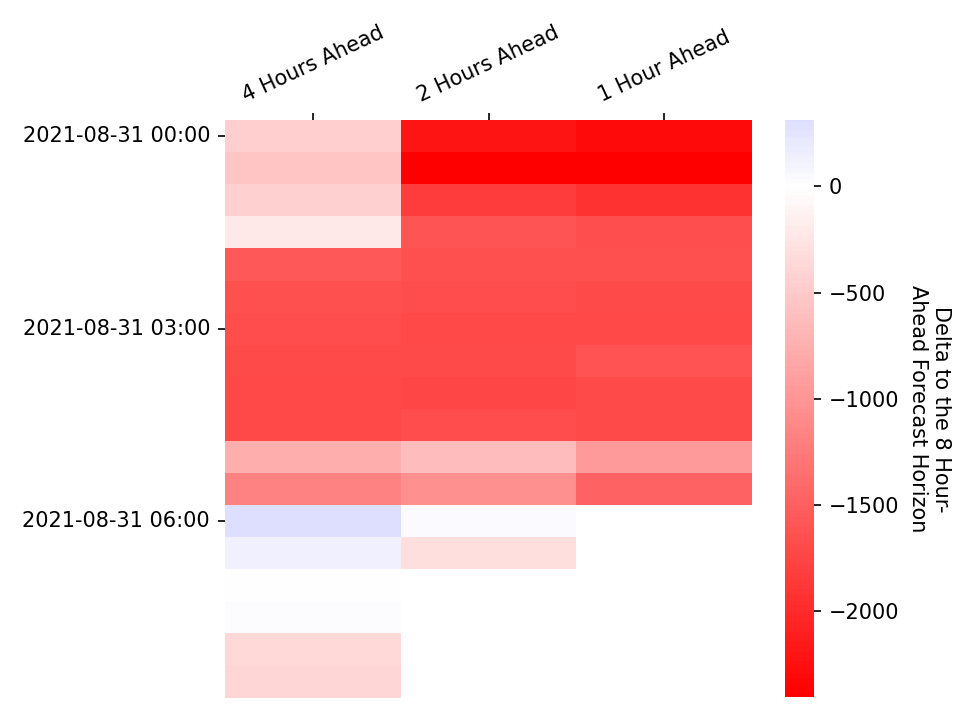 4 Hours Ahead
2 Hours Ahead
1 Hour Ahead
2021-08-31 00:00
2021-08-31 03:00
2021-08-31 06:00
0
−500
−1000
−1500
−2000
Delta to the 8 Hour-
Ahead Forecast Horizon